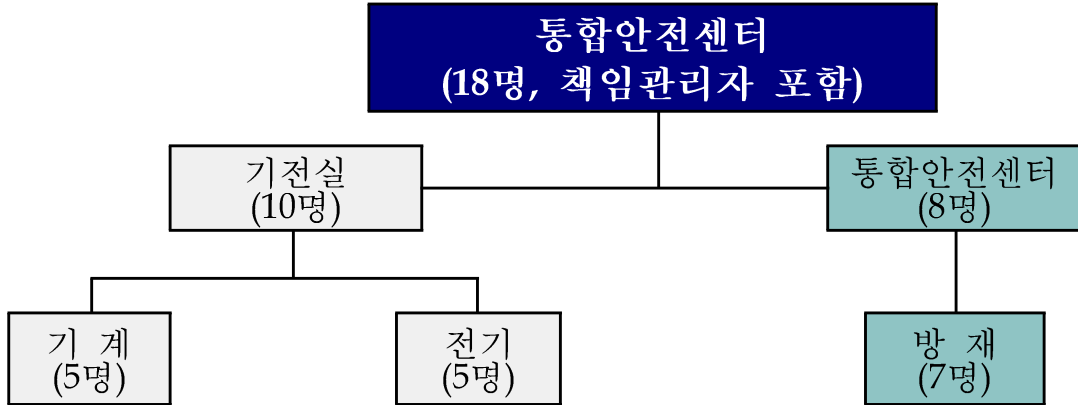 통합안전센터
(18명, 책임관리자 포함)
기전실
(10명)
통합안전센터
(8명)
기 계
(5명)
전기
(5명)
방 재
(7명)